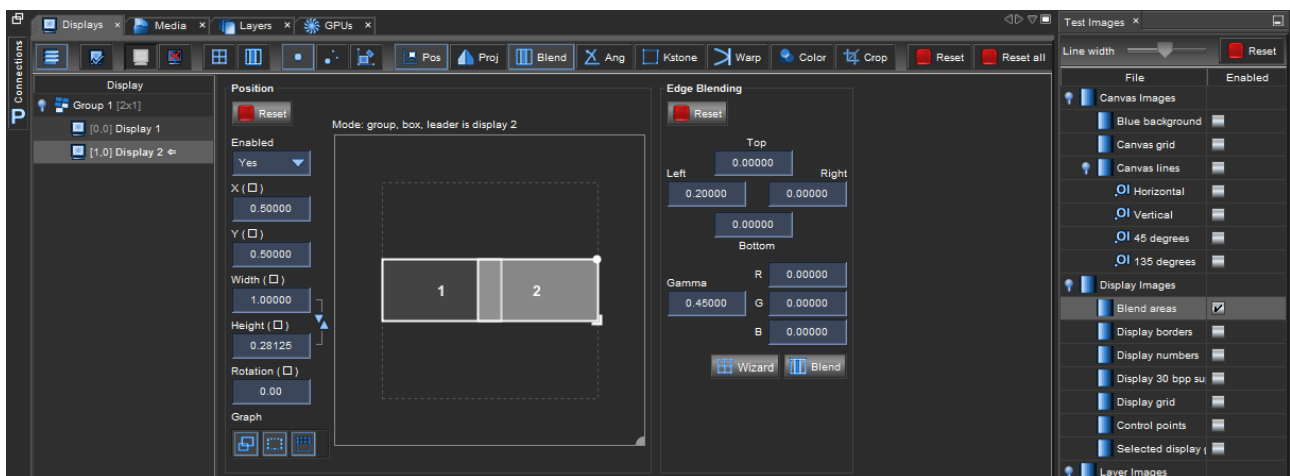 Displays × Media × Layers × GPUs ×
Test Images ×
Connections
P
Pos Proj Blend Ang Kstone Warp Color Crop Reset Reset all
Line width Reset
Display
Group 1 [2x1]
[0,0] Display 1
[1,0] Display 2 ⇐
Position
Reset
Mode: group, box, leader is display 2
Enabled
Yes
X (□)
0.50000
Y (□)
0.50000
Width (□)
1.00000
Height (□)
0.28125
Rotation (□)
0.00
Graph
1
2
Edge Blending
Reset
Top
0.00000
Left
Right
0.20000
0.00000
0.00000
Bottom
Gamma
0.45000
R 0.00000
G 0.00000
B 0.00000
Wizard Blend
File Enabled
Canvas Images
Blue background
Canvas grid
Canvas lines
Horizontal
Vertical
45 degrees
135 degrees
Display Images
Blend areas
Display borders
Display numbers
Display 30 bpp su
Display grid
Control points
Selected display
Layer Images